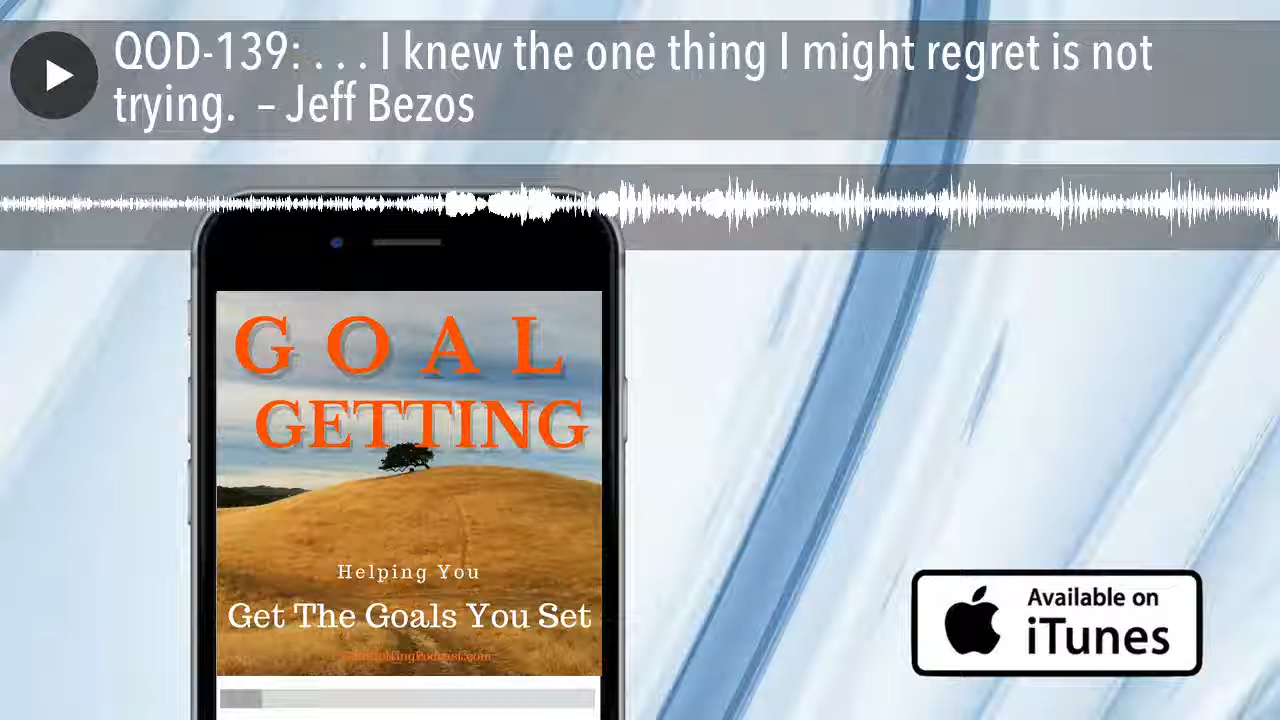 QOD-139: . . . I knew the one thing I might regret is not
trying. – Jeff Bezos
GOAL
GETTING
Helping You
Get The Goals You Set
Available on
iTunes